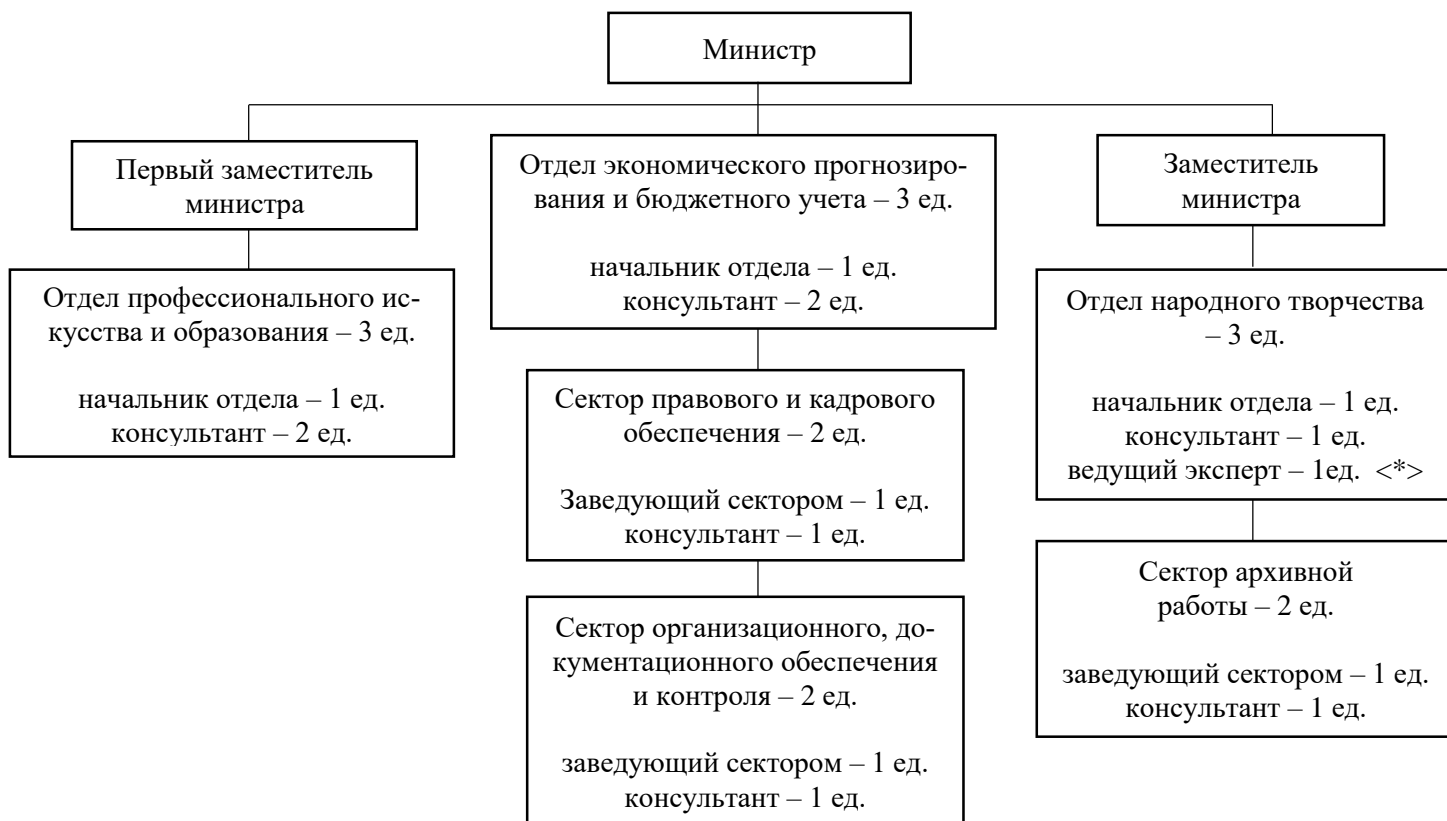 Министр
Первый заместитель
министра
Отдел профессионального ис-
кусства и образования – 3 ед.
начальник отдела – 1 ед.
консультант – 2 ед.
Отдел экономического прогнозиро-
вания и бюджетного учета – 3 ед.
начальник отдела – 1 ед.
консультант – 2 ед.
Сектор правового и кадрового
обеспечения – 2 ед.
Заведующий сектором – 1 ед.
консультант – 1 ед.
Сектор организационного, до-
кументационного обеспечения
и контроля – 2 ед.
заведующий сектором – 1 ед.
консультант – 1 ед.
Заместитель
министра
Отдел народного творчества
– 3 ед.
начальник отдела – 1 ед.
консультант – 1 ед.
ведущий эксперт – 1ед. <*>
Сектор архивной
работы – 2 ед.
заведующий сектором – 1 ед.
консультант – 1 ед.